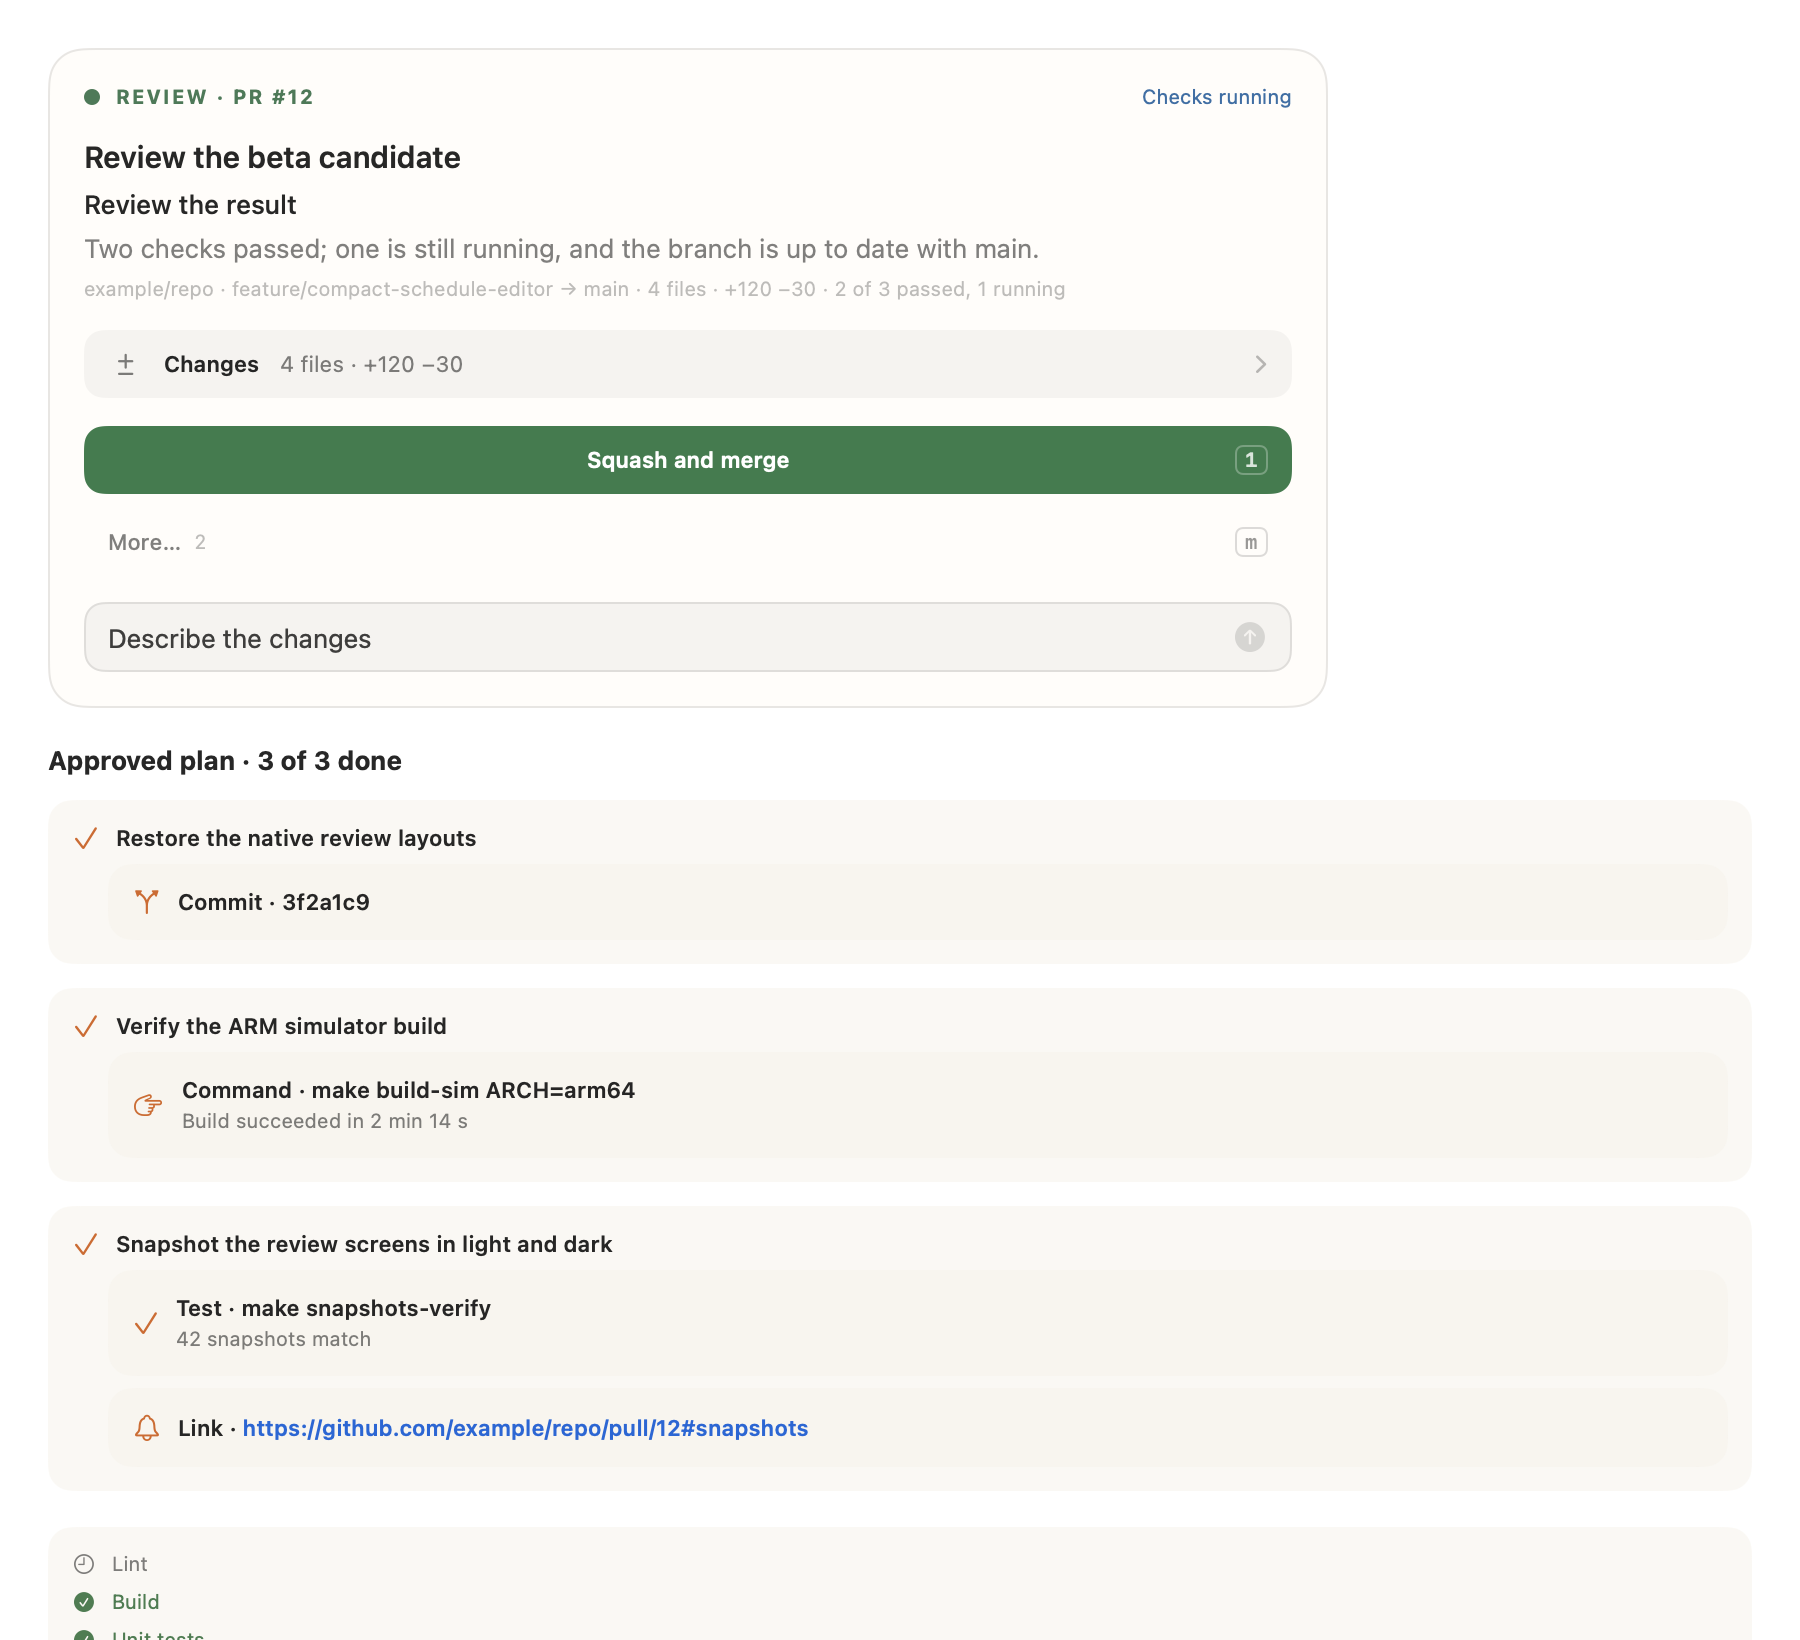 REVIEW · PR #12
Checks running
Review the beta candidate
Review the result
Two checks passed; one is still running, and the branch is up to date with main.
example/repo · feature/compact-schedule-editor → main · 4 files · +120 −30 · 2 of 3 passed, 1 running
± Changes 4 files · +120 −30
Squash and merge 1
More... 2 m
Describe the changes
Approved plan · 3 of 3 done
Restore the native review layouts
Commit · 3f2a1c9
Verify the ARM simulator build
Command · make build-sim ARCH=arm64
Build succeeded in 2 min 14 s
Snapshot the review screens in light and dark
Test · make snapshots-verify
42 snapshots match
Link · https://github.com/example/repo/pull/12#snapshots
Lint
Build
Unit tests